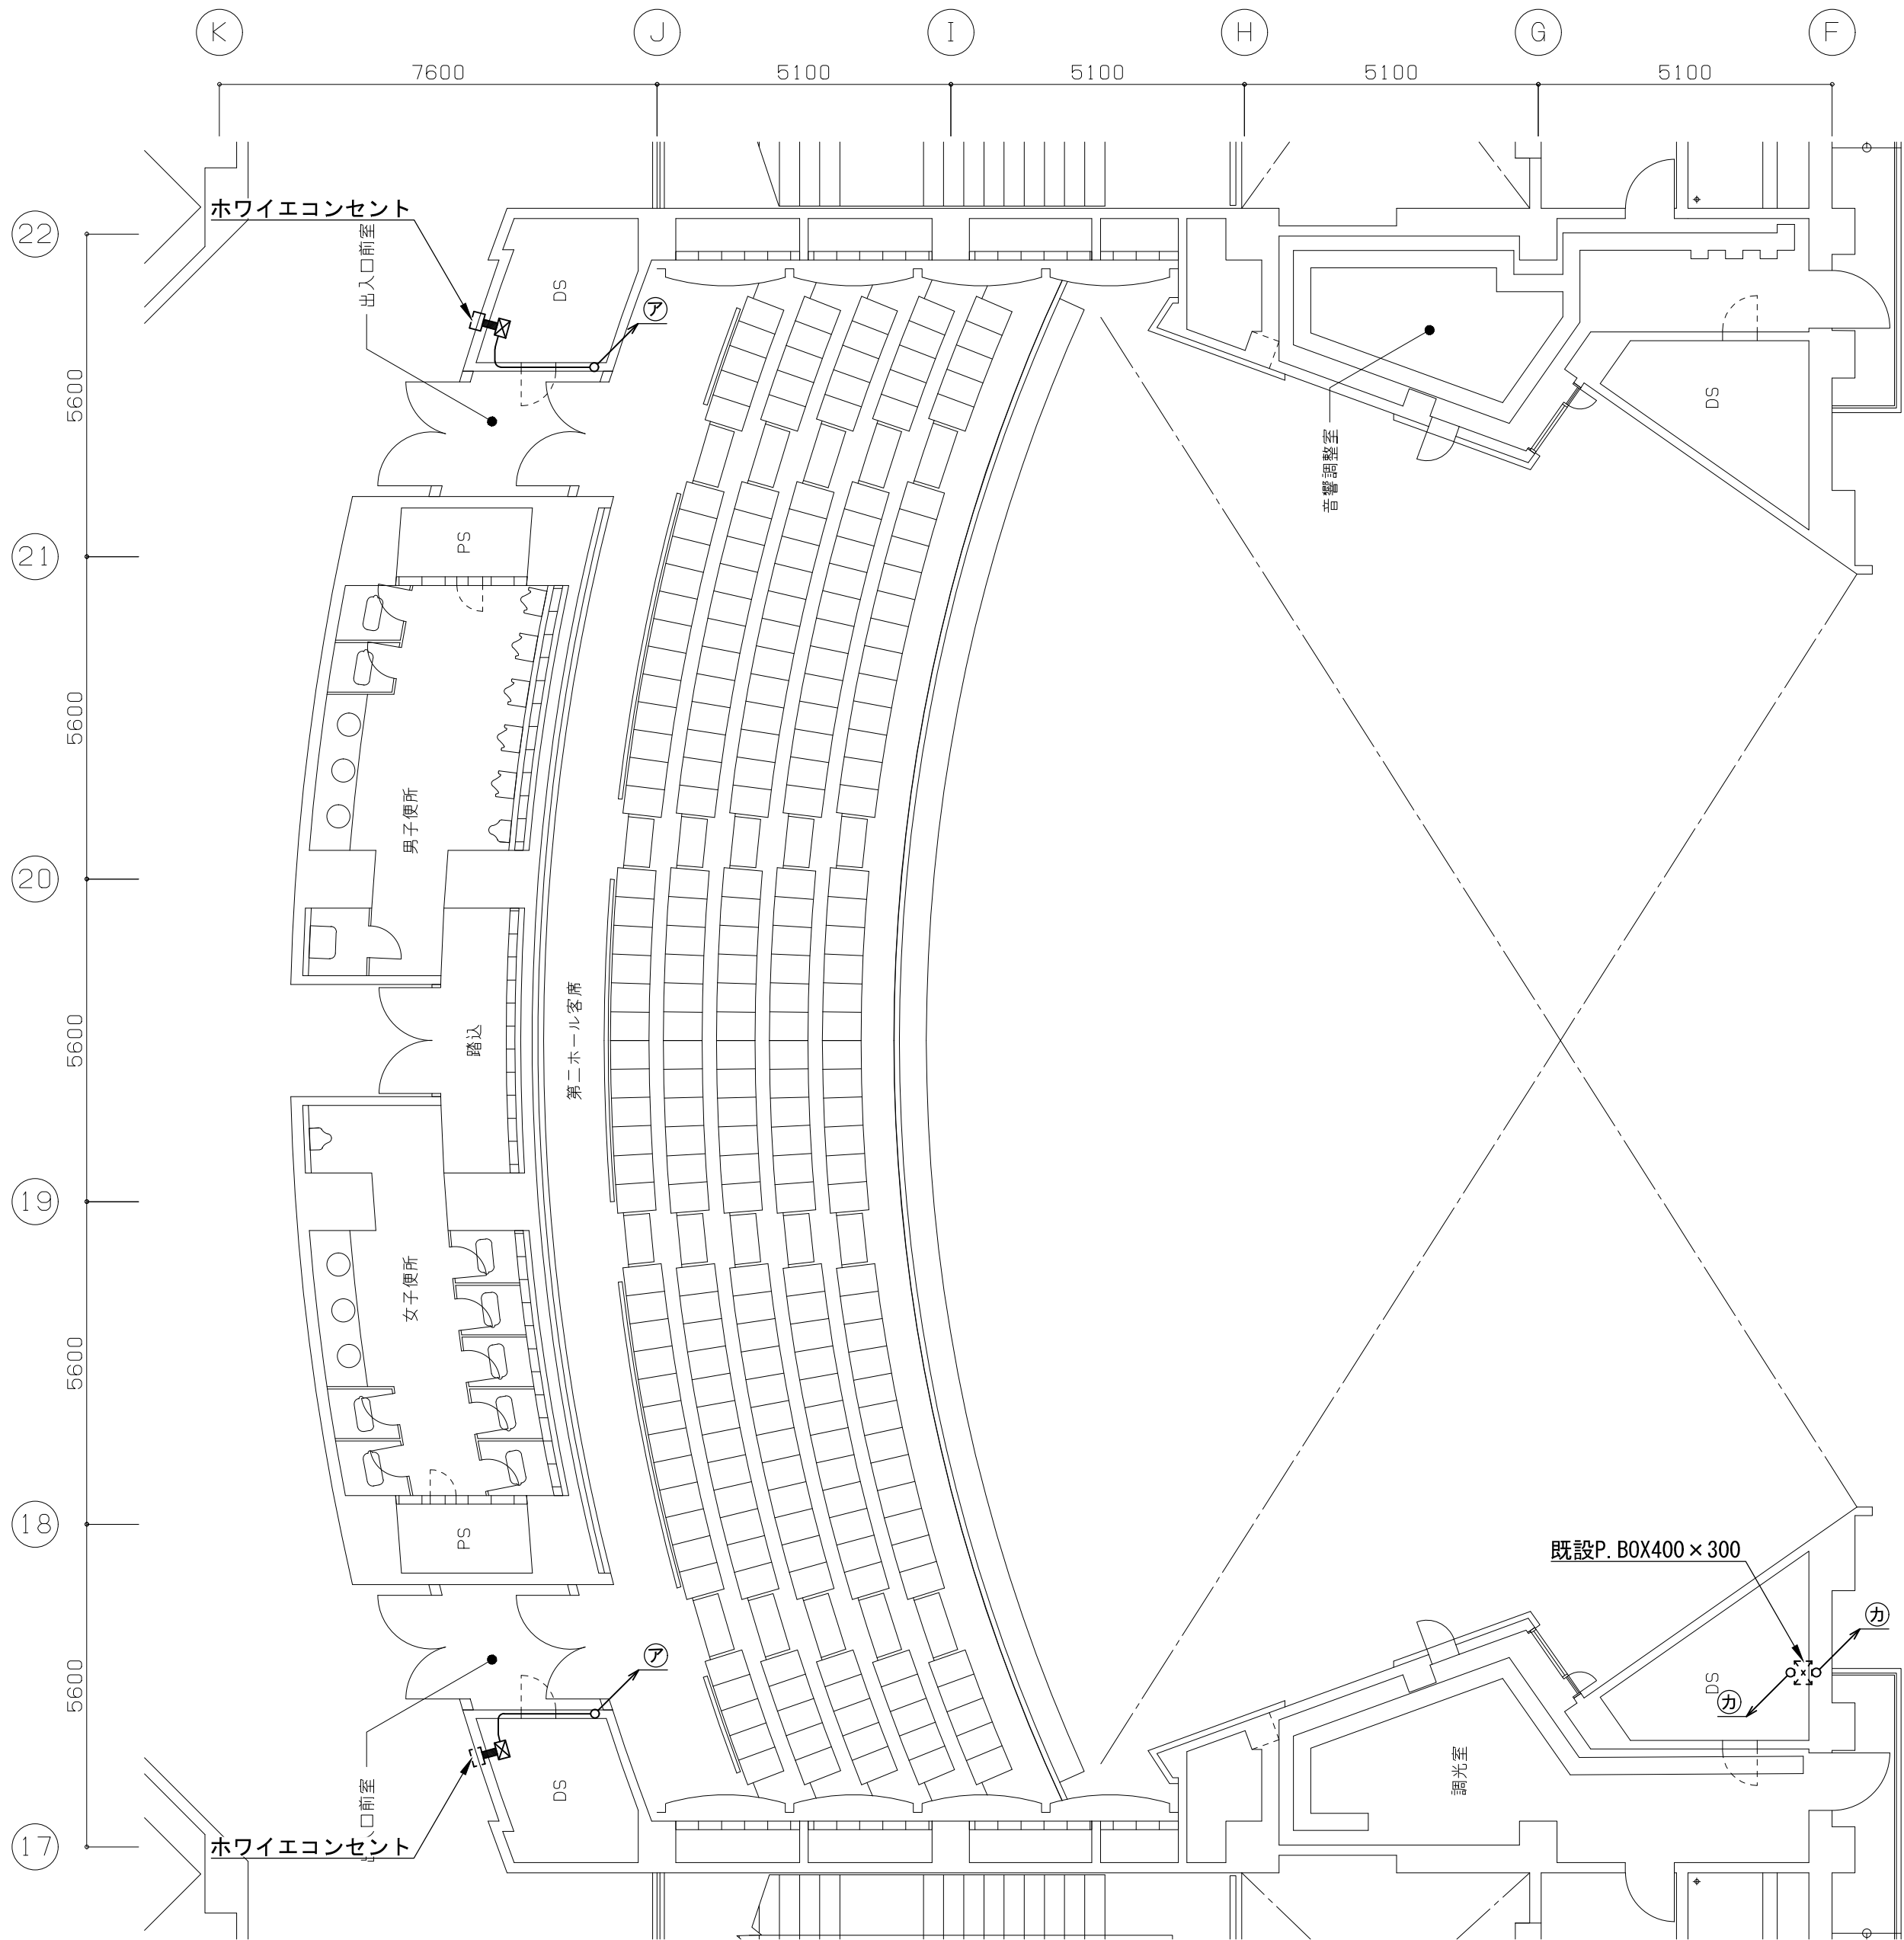 K
J
I
H
G
F
7600
5100
5100
5100
5100
22
21
20
19
18
17
5600
5600
5600
5600
5600
ホワイエコンセント
出入口前室
DS
ア
音響調整室
DS
PS
男子便所
踏込
第二ホール客席
女子便所
PS
既設P.BOX400×300
カ
カ
DS
ア
調光室
DS
口前室
ホワイエコンセント